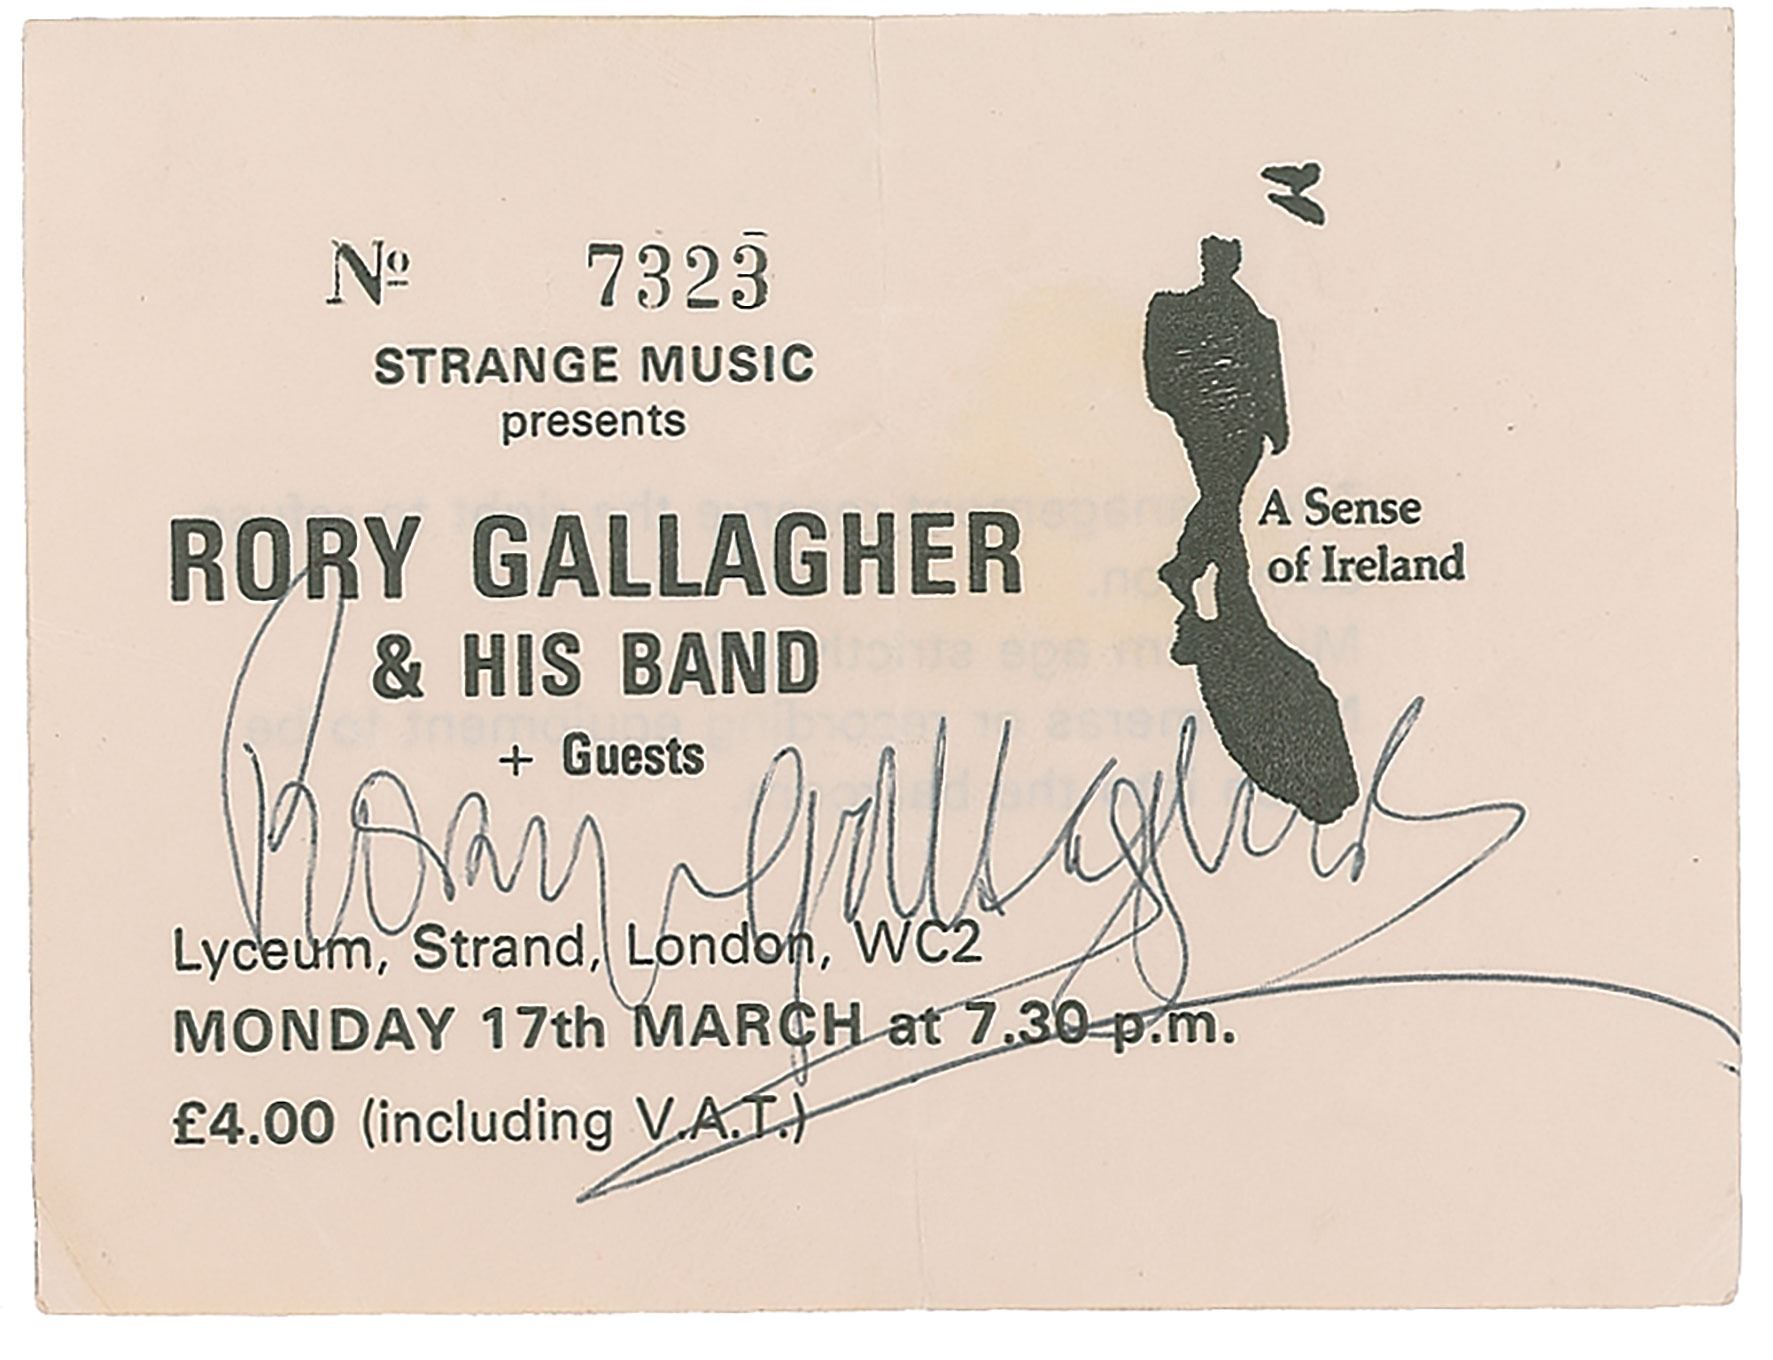 Nº 7323
STRANGE MUSIC
presents
RORY GALLAGHER
& HIS BAND
+ Guests
A Sense
of Ireland
Rory Gallagher
Lyceum, Strand, London, WC2
MONDAY 17th MARCH at 7.30 p.m.
£4.00 (including V.A.T.)